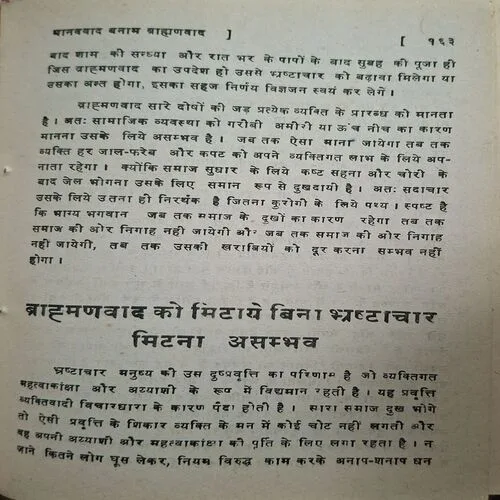 मानववाद बनाम ब्राह्मणवाद ] [ १६३
बाद शाम की सन्ध्या और रात भर के पापों के बाद सुबह की पूजा ही
जिस ब्राह्मणवाद का उपदेश हो उससे भ्रष्टाचार को बढ़ावा मिलेगा या
उसका अन्त होगा, इसका सहज निर्णय विज्ञजन स्वयं कर लेगें ।
ब्राह्मणवाद सारे दोषों की जड़ प्रत्येक व्यक्ति के प्रारब्ध को मानता
है । अतः सामाजिक व्यवस्था को गरीबी अमीरी या ऊंच नीच का कारण
मानना उसके लिये असम्भव है । जब तक ऐसा माना जायेगा तब तक
व्यक्ति हर जाल-फरेब और कपट को अपने व्यक्तिगत लाभ के लिये अप-
नाता रहेगा । क्योंकि समाज सुधार के लिये कष्ट सहना और चोरी के
बाद जेल भोगना उसके लिए समान रूप से दुखदायी है । अतः सदाचार
उसके लिये उतना ही निरर्थक है जितना कुरोगी के लिये पथ्य । स्पष्ट है
कि भाग्य भगवान जब तक समाज के दुखों का कारण रहेगा तब तक
समाज की ओर निगाह नही जायेगी और जब तक समाज की ओर निगाह
नहीं जायेगी, तब तक उसकी खराबियों को दूर करना सम्भव नहीं
होगा ।
ब्राह्मणवाद को मिटाये बिना भ्रष्टाचार
मिटना असम्भव
भ्रष्टाचार मनुष्य की उस दुष्प्रवृत्ति का परिणाम है जो व्यक्तिगत
महत्वाकांक्षा और अय्याशी के रूप में विद्यमान रहती है । यह प्रवृत्ति
व्यक्तिवादी विचारधारा के कारण पैदा होती है । सारा समाज दुख भोगे
तो ऐसी प्रवृत्ति के शिकार व्यक्ति के मन में कोई चोट नहीं लगती और
वह अपनी अय्याशी और महत्वाकांक्षा की पूर्ति के लिए लगा रहता है । न
जाने कितने लोग घूस लेकर, नियम विरुद्ध काम करके अनाप-शनाप धन